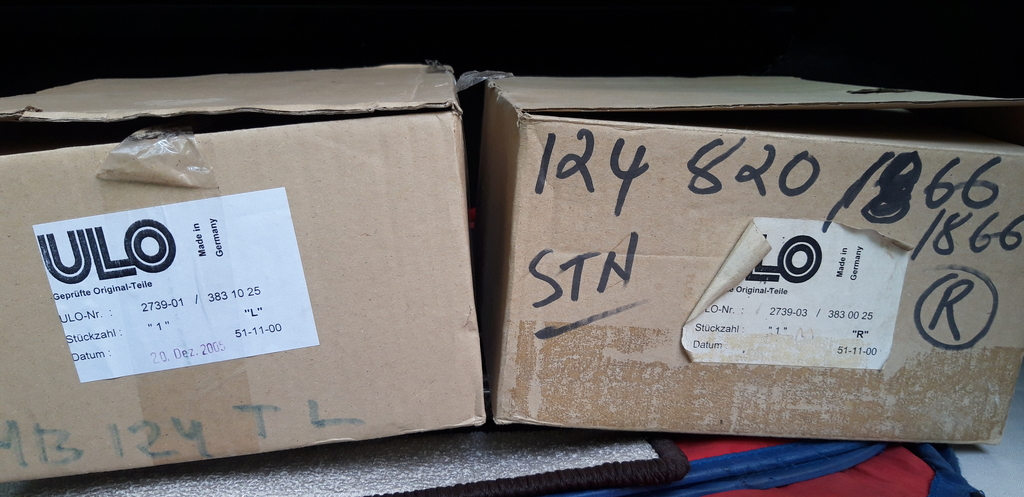 ULO
Made in
Germany
Geprüfte Original-Teile
ULO-Nr. : 2739-01 / 383 10 25
Stückzahl : "1" "L"
Datum : 20. Dez. 2005 51-11-00
MB 124 T L
124 820 1866
1866
STN
R
LO
Made in
Germany
fte Original-Teile
LO-Nr. : 2739-03 / 383 00 25
Stückzahl : "1" "R"
Datum : 51-11-00